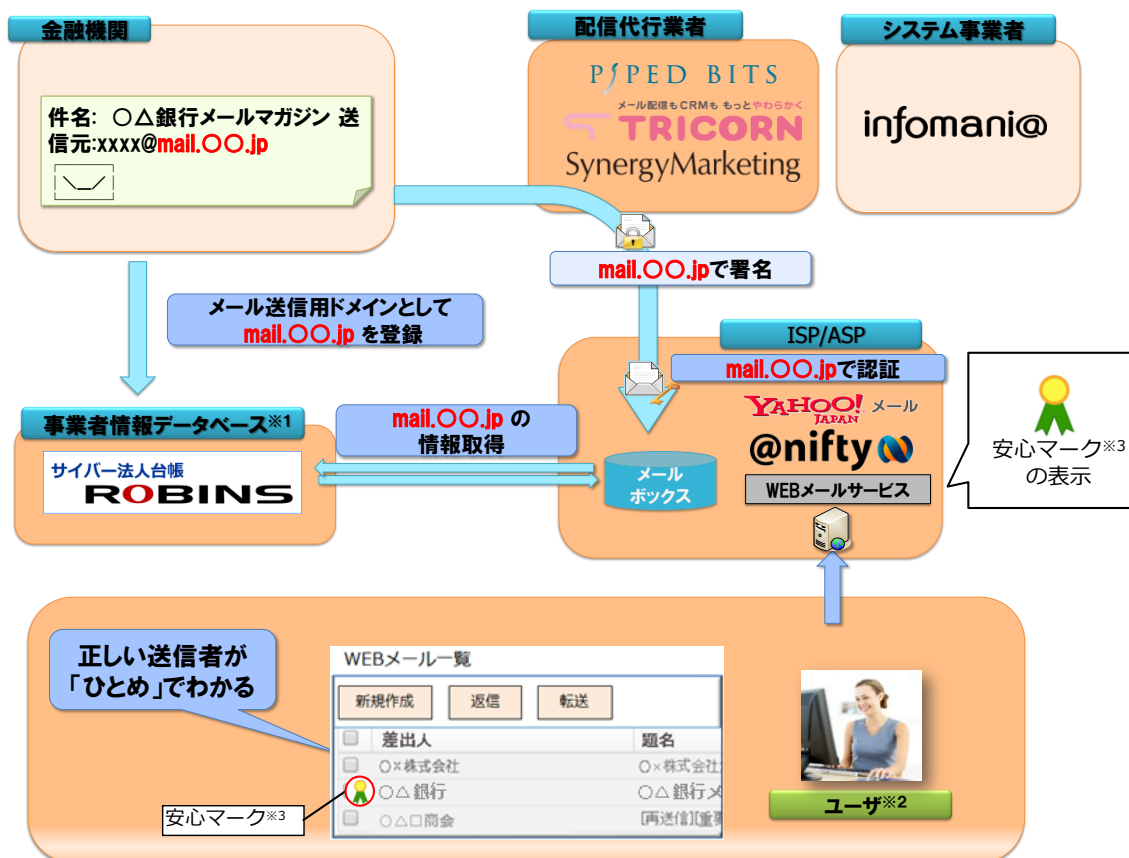 金融機関
件名: ○△銀行メールマガジン 送
信元:xxxx@mail.○○.jp
配信代行業者
PIPED BITS
メール配信もCRMも もっとやわらかく
TRICORN
SynergyMarketing
システム事業者
infomani@
mail.○○.jpで署名
メール送信用ドメインとして
mail.○○.jp を登録
ISP/ASP
mail.○○.jpで認証
YAHOO! メール
JAPAN
@nifty
WEBメールサービス
メール
ボックス
安心マーク※3
の表示
事業者情報データベース※1
サイバー法人台帳
ROBINS
mail.○○.jp の
情報取得
正しい送信者が
「ひとめ」でわかる
WEBメール一覧
新規作成 返信 転送
差出人 題名
○×株式会社 ○×株式会社
○△銀行 ○△銀行メ
○△□商会 [再送信][重要
安心マーク※3
ユーザ※2